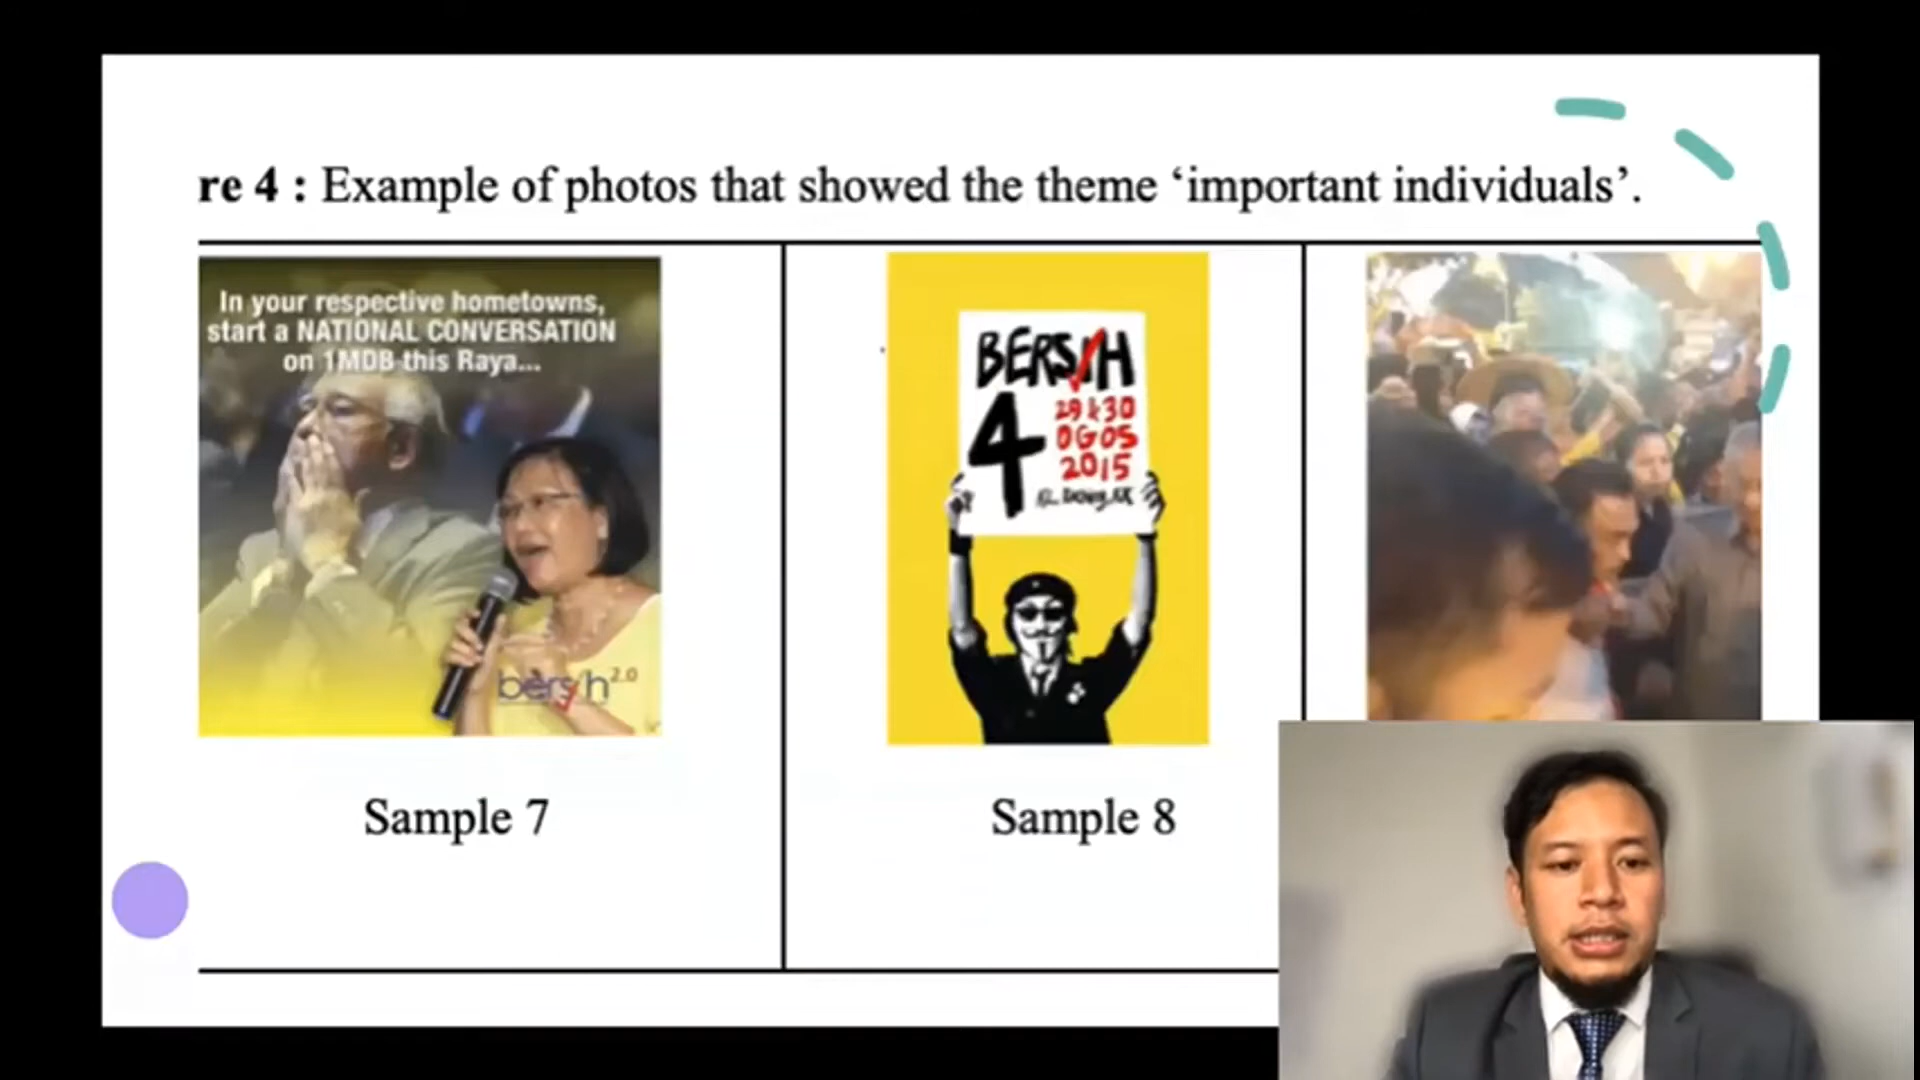 re 4 : Example of photos that showed the theme ‘important individuals’.
In your respective hometowns,
start a NATIONAL CONVERSATION
on 1MDB this Raya...
bersih 2.0
Sample 7
BERSIH
4
29 & 30
OGOS
2015
Sample 8